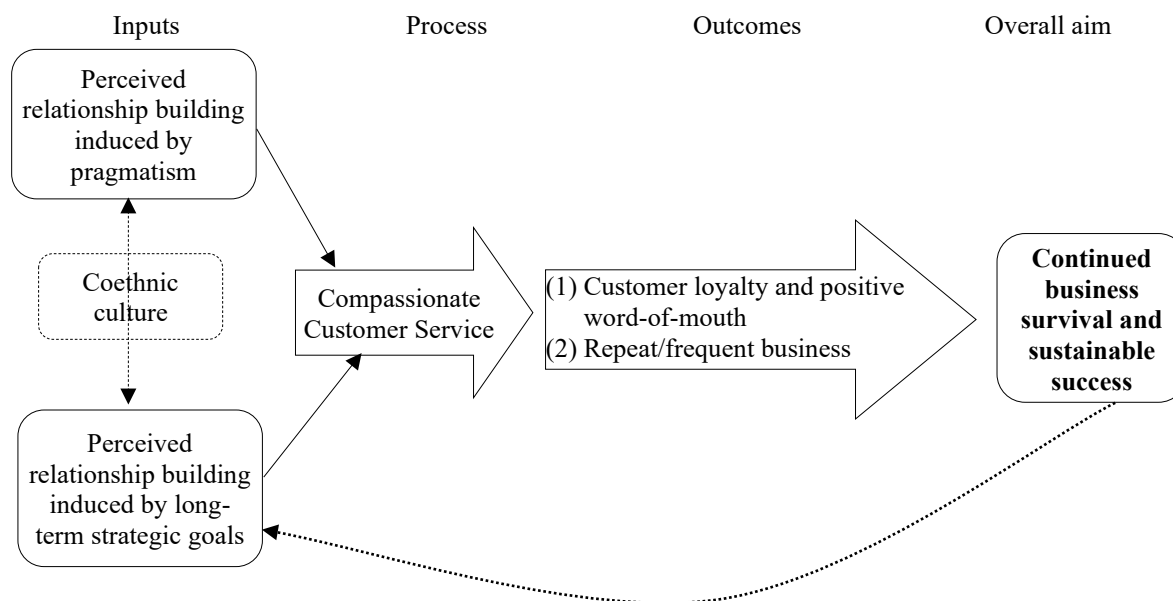 Inputs
Process
Outcomes
Overall aim
Perceived
relationship building
induced by
pragmatism
Coethnic
culture
Perceived
relationship building
induced by long-
term strategic goals
Compassionate
Customer Service
(1) Customer loyalty and positive
word-of-mouth
(2) Repeat/frequent business
Continued
business
survival and
sustainable
success